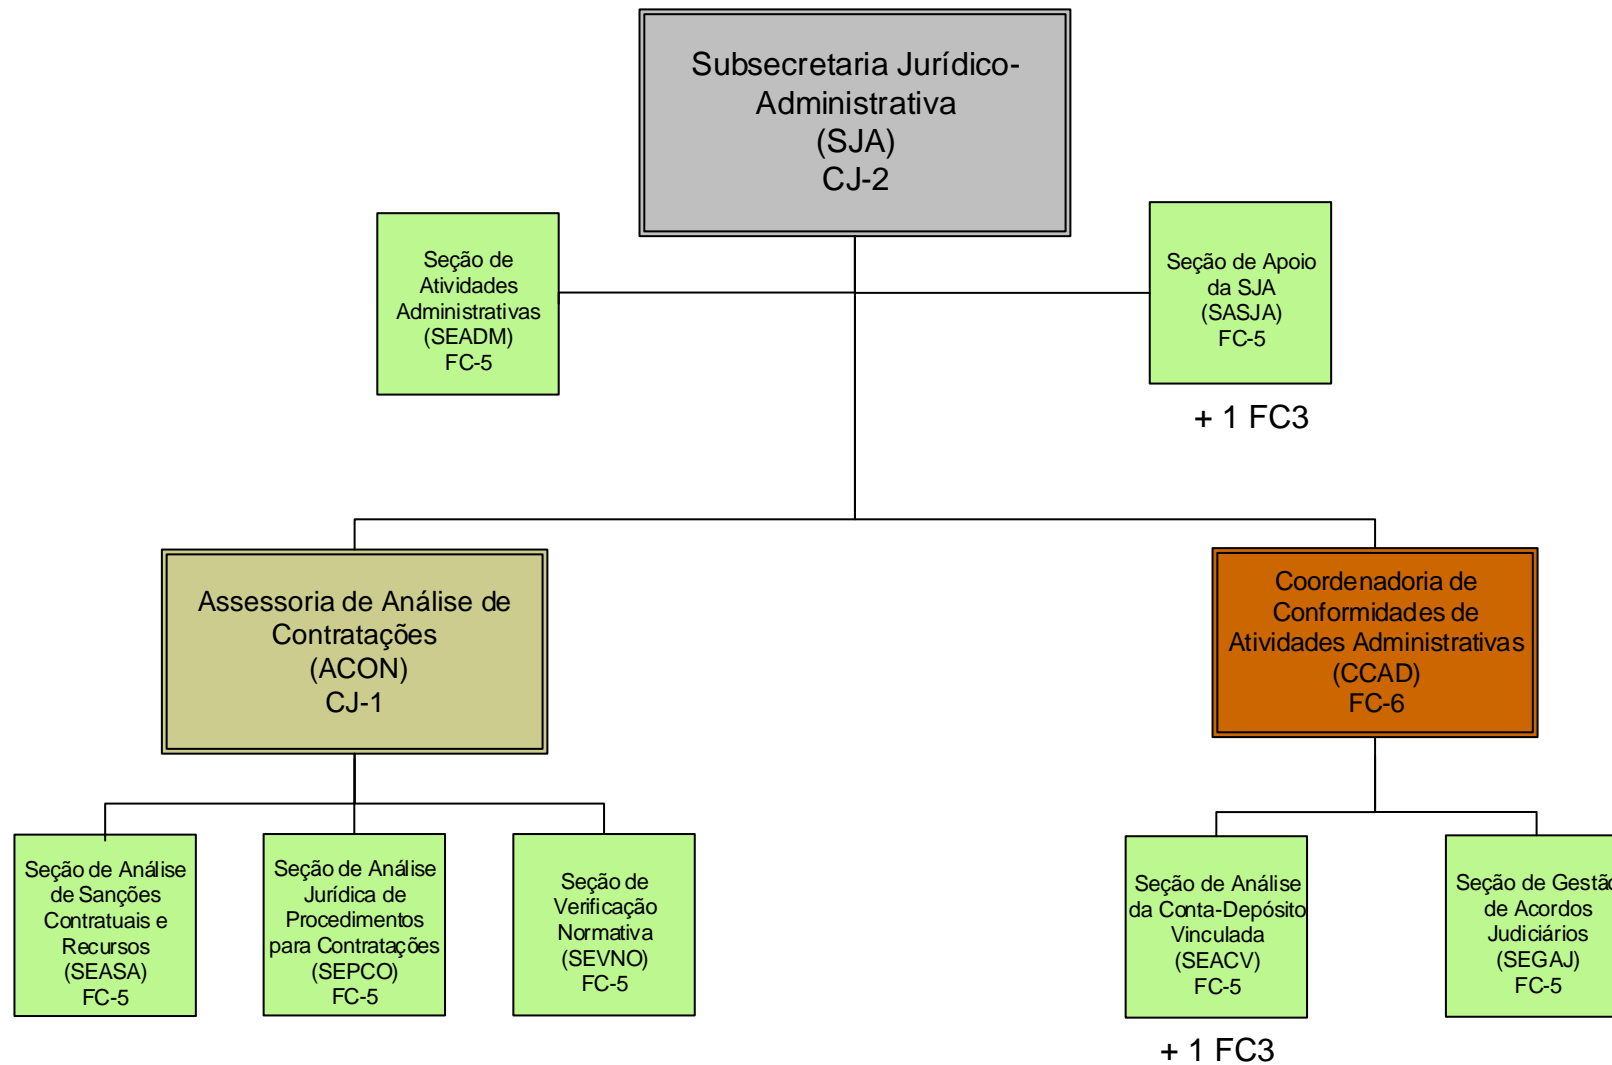 Subsecretaria Jurídico-
Administrativa
(SJA)
CJ-2
Seção de
Atividades
Administrativas
(SEADM)
FC-5
Seção de Apoio
da SJA
(SASJA)
FC-5
+ 1 FC3
Assessoria de Análise de
Contratações
(ACON)
CJ-1
Coordenadoria de
Conformidades de
Atividades Administrativas
(CCAD)
FC-6
Seção de Análise
de Sanções
Contratuais e
Recursos
(SEASA)
FC-5
Seção de Análise
Jurídica de
Procedimentos
para Contratações
(SEPCO)
FC-5
Seção de
Verificação
Normativa
(SEVNO)
FC-5
Seção de Análise
da Conta-Depósito
Vinculada
(SEACV)
FC-5
+ 1 FC3
Seção de Gestão
de Acordos
Judiciários
(SEGAJ)
FC-5